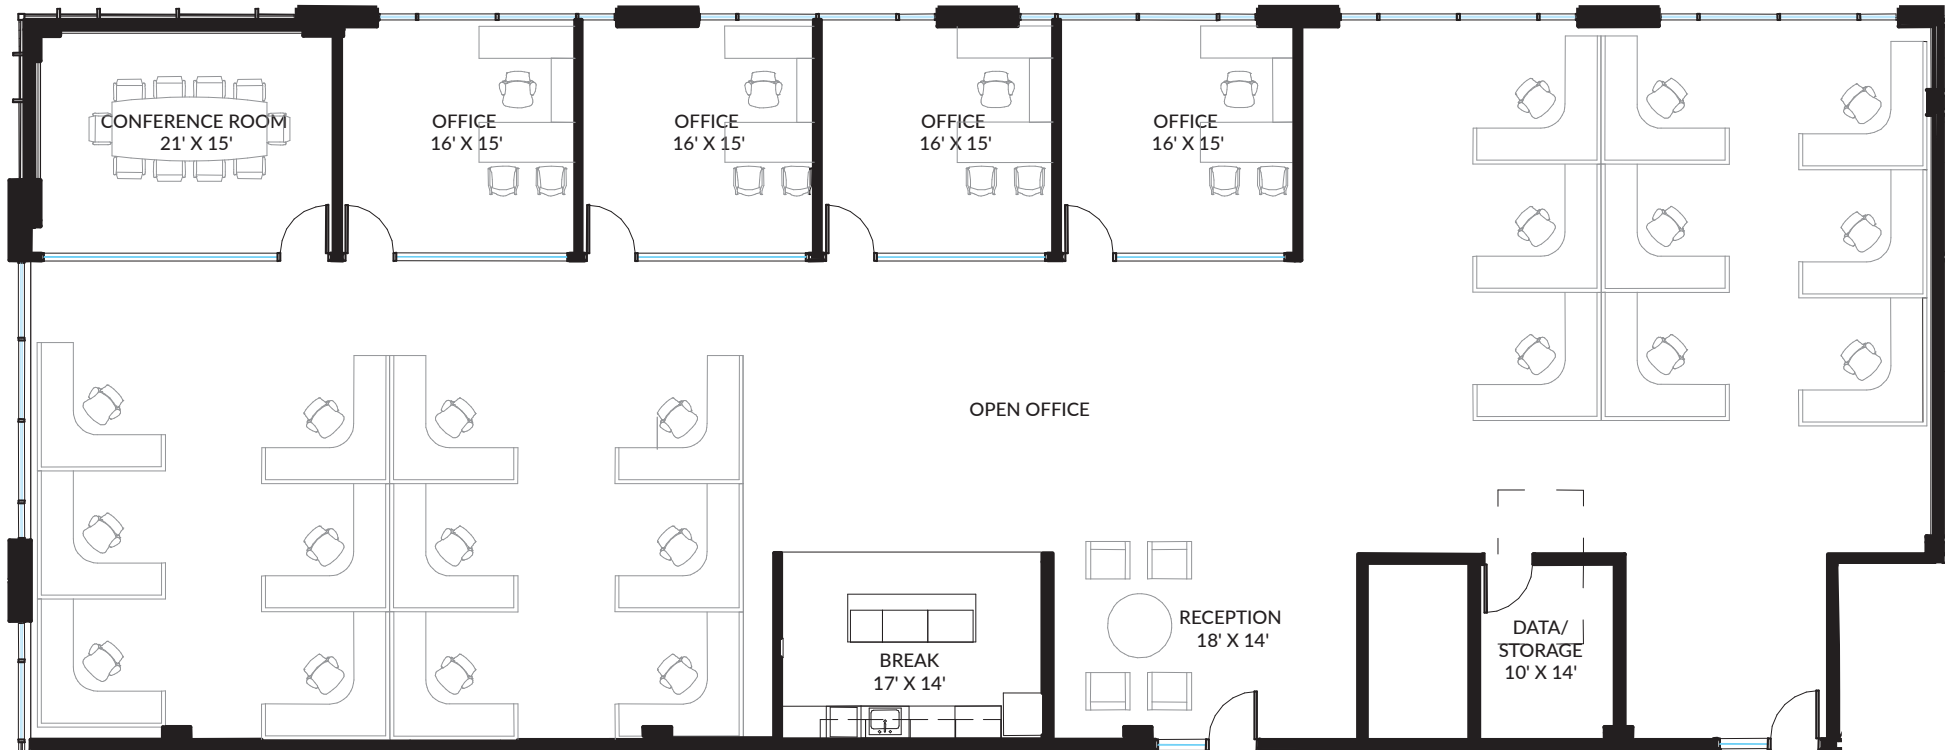 CONFERENCE ROOM
21' X 15'
OFFICE
16' X 15'
OFFICE
16' X 15'
OFFICE
16' X 15'
OFFICE
16' X 15'
OPEN OFFICE
RECEPTION
18' X 14'
BREAK
17' X 14'
DATA/
STORAGE
10' X 14'